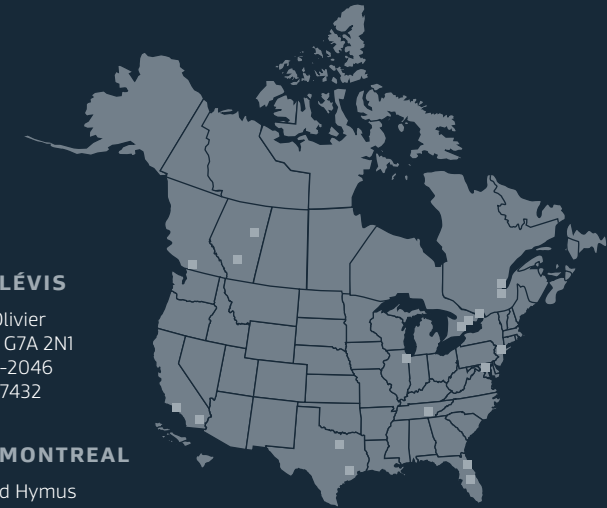 LÉVIS
Olivier
G7A 2N1
-2046
7432
MONTREAL
d Hymus